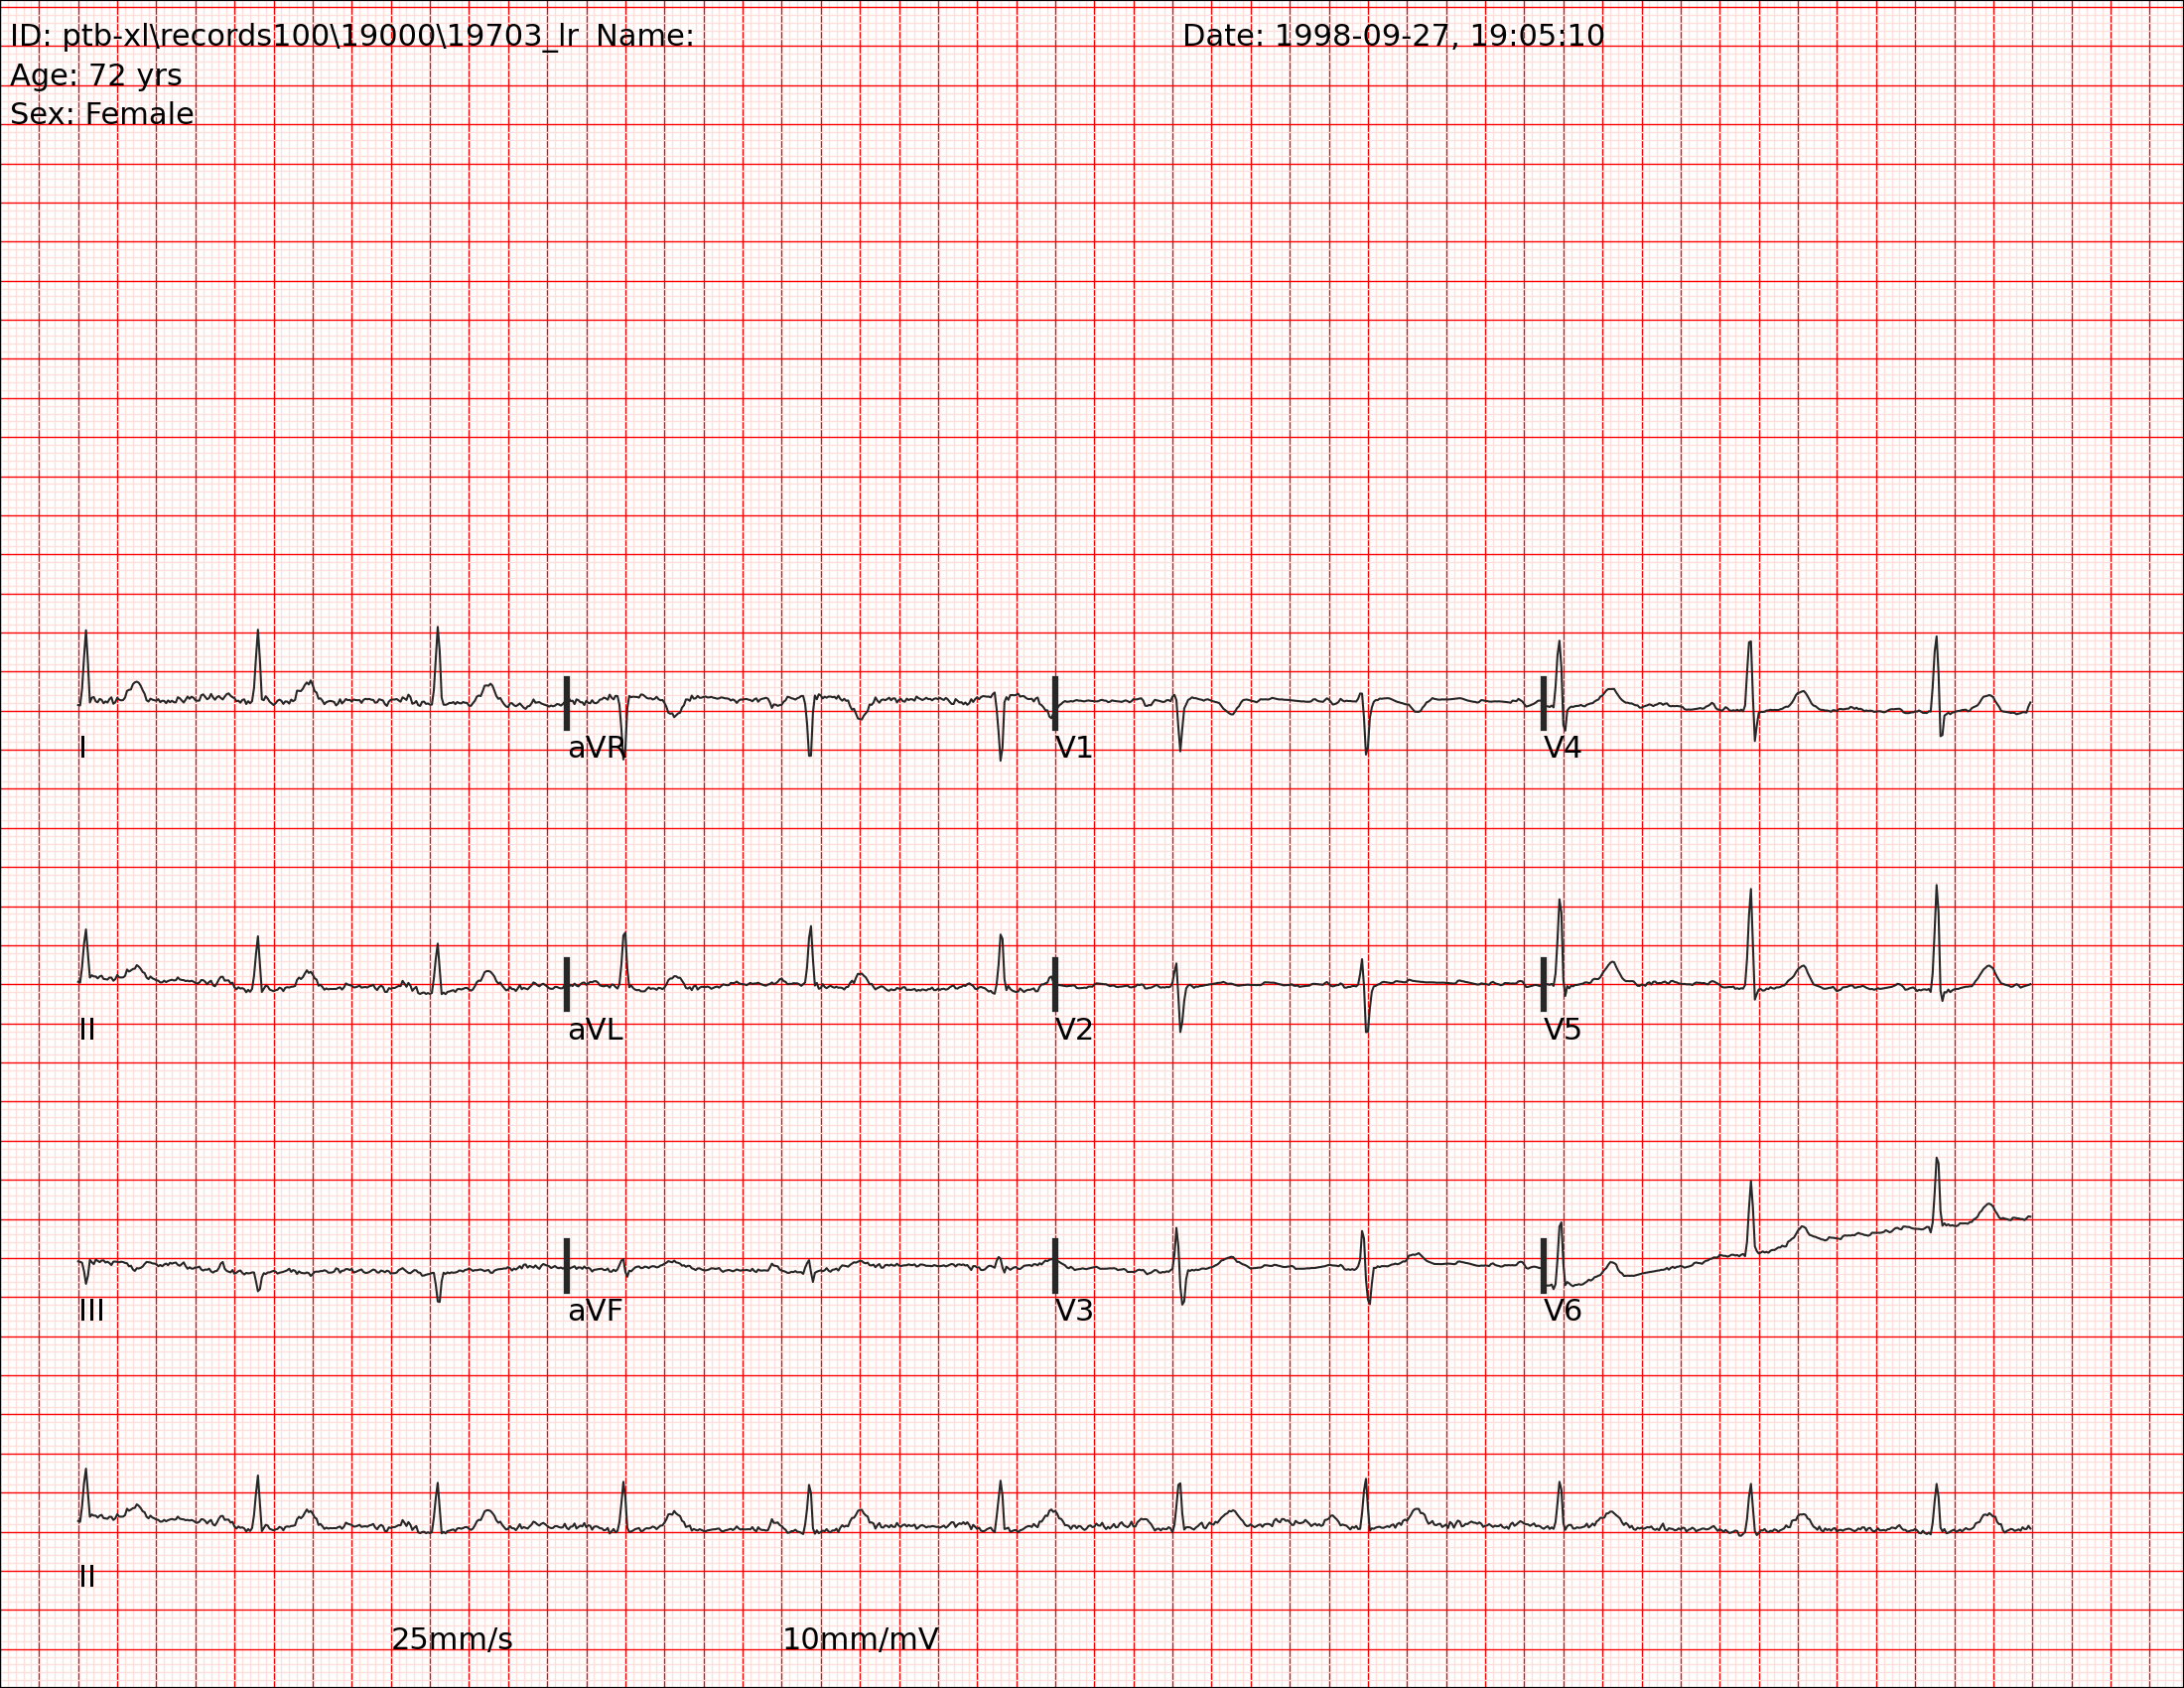 ID: ptb-xl\records100\19000\19703_lr Name:
Date: 1998-09-27, 19:05:10
Age: 72 yrs
Sex: Female
I
aVR
V1
V4
II
aVL
V2
V5
III
aVF
V3
V6
II
25mm/s
10mm/mV